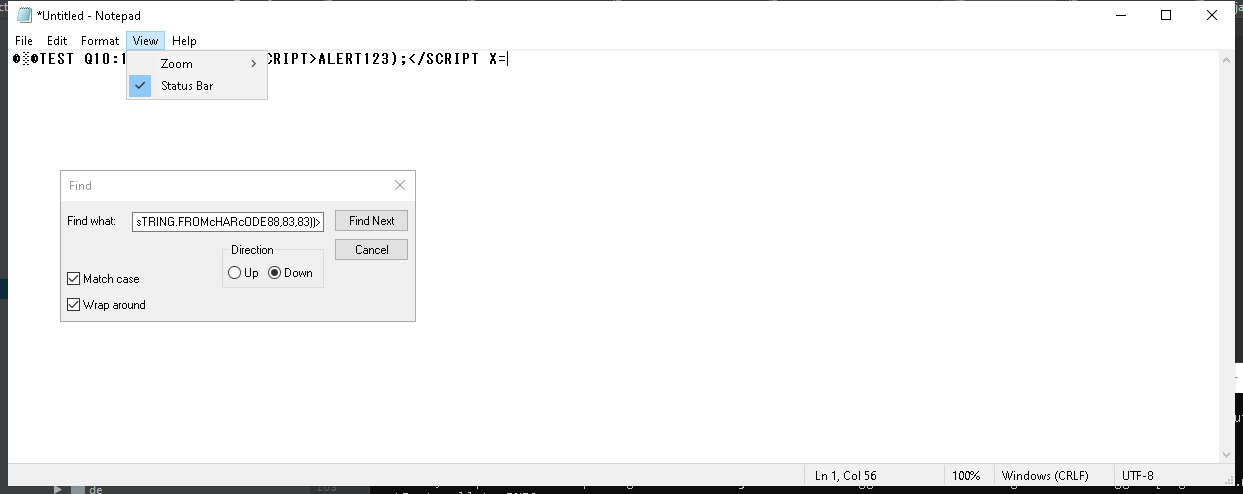 *Untitled - Notepad
File Edit Format View Help
TEST Q10:1 CRIPT>ALERT123);</SCRIPT X=
Zoom
Status Bar
Find
Find what: sTRING.FROMcHARcODE88,83,83))> Find Next
Direction Cancel
Up Down
Match case
Wrap around
Ln 1, Col 56 100% Windows (CRLF) UTF-8
de 103